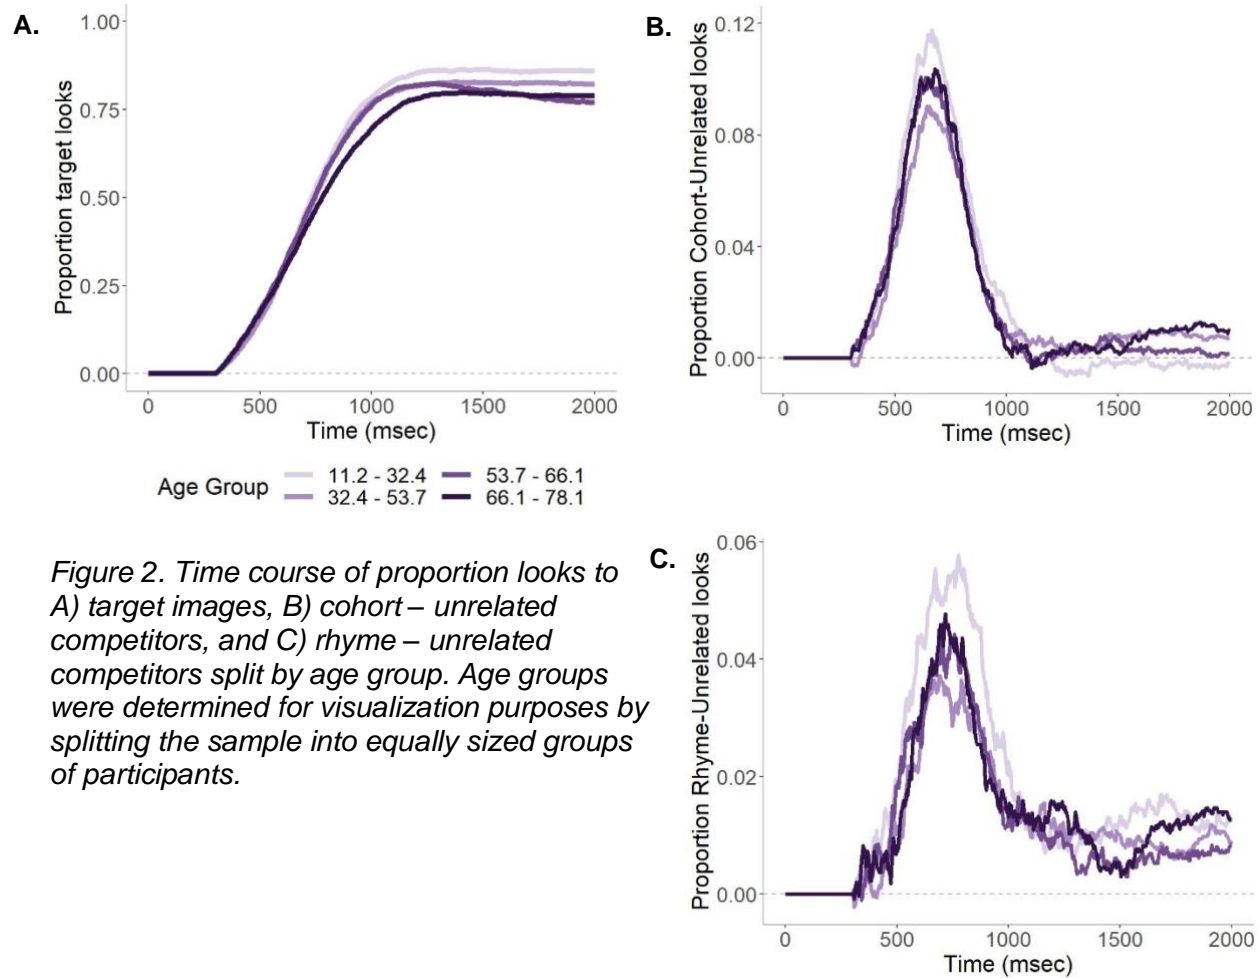 A.
1.00
0.75
0.50
0.25
0.00
Proportion target looks
0 500 1000 1500 2000
Time (msec)
Age Group
11.2 - 32.4 53.7 - 66.1
32.4 - 53.7 66.1 - 78.1
B.
0.12
0.08
0.04
0.00
Proportion Cohort-Unrelated looks
0 500 1000 1500 2000
Time (msec)
Figure 2. Time course of proportion looks to
A) target images, B) cohort – unrelated
competitors, and C) rhyme – unrelated
competitors split by age group. Age groups
were determined for visualization purposes by
splitting the sample into equally sized groups
of participants.
C.
0.06
0.04
0.02
0.00
Proportion Rhyme-Unrelated looks
0 500 1000 1500 2000
Time (msec)